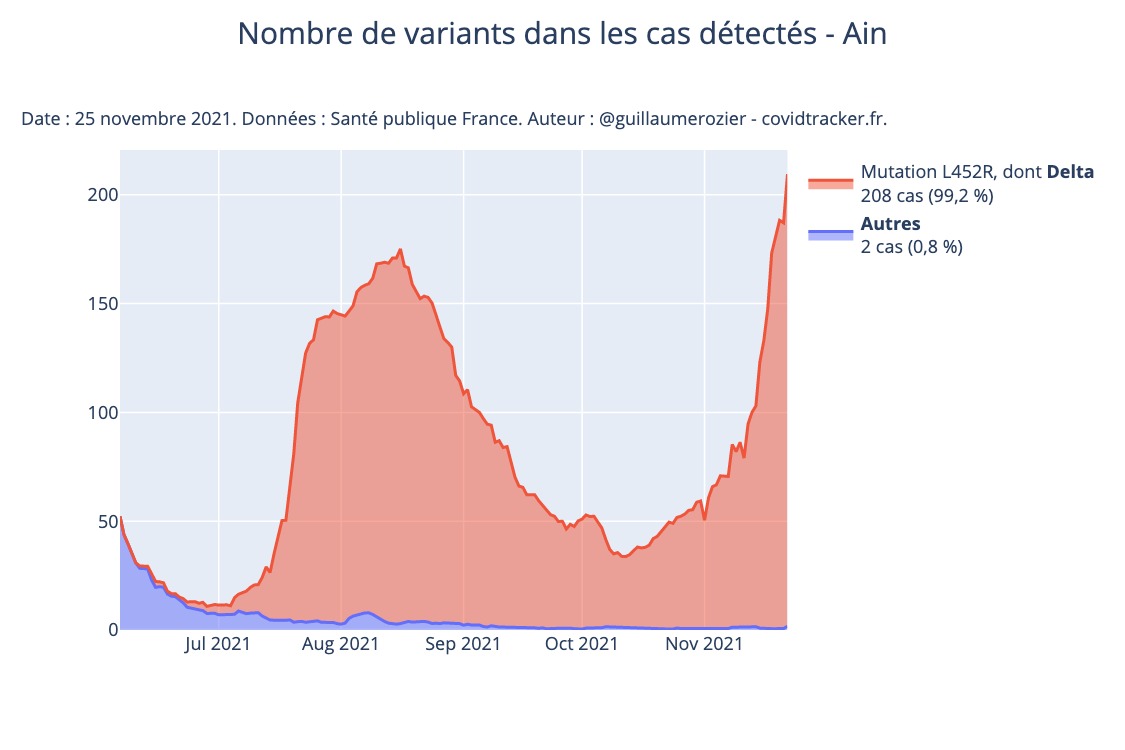 Nombre de variants dans les cas détectés - Ain
Date : 25 novembre 2021. Données : Santé publique France. Auteur : @guillaumerozier - covidtracker.fr.
Mutation L452R, dont Delta
208 cas (99,2 %)
Autres
2 cas (0,8 %)
200
150
100
50
0
Jul 2021 Aug 2021 Sep 2021 Oct 2021 Nov 2021